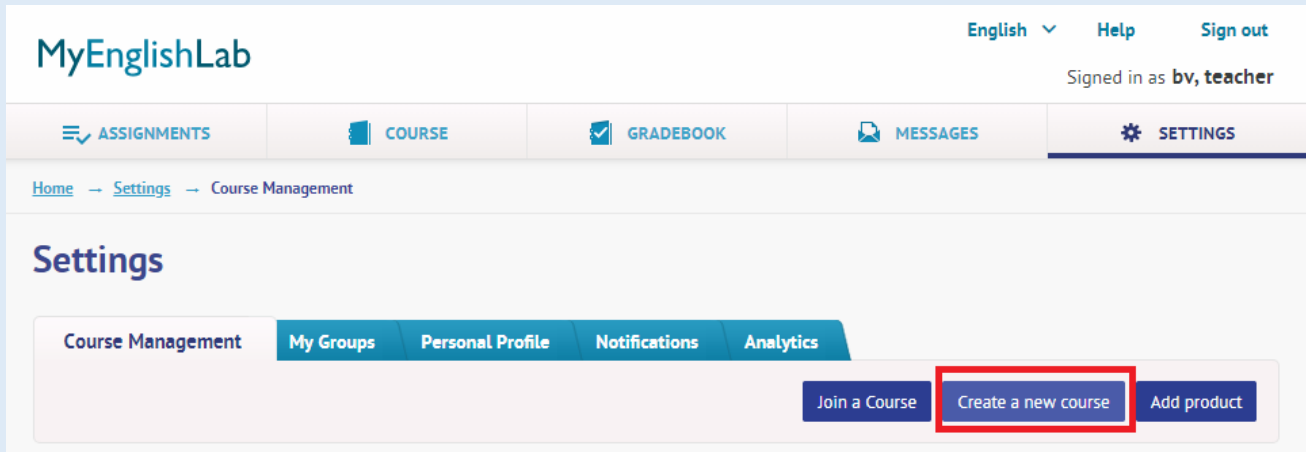 English Help Sign out
MyEnglishLab
Signed in as bv, teacher
ASSIGNMENTS COURSE GRADEBOOK MESSAGES SETTINGS
Home → Settings → Course Management
Settings
Course Management My Groups Personal Profile Notifications Analytics
Join a Course Create a new course Add product